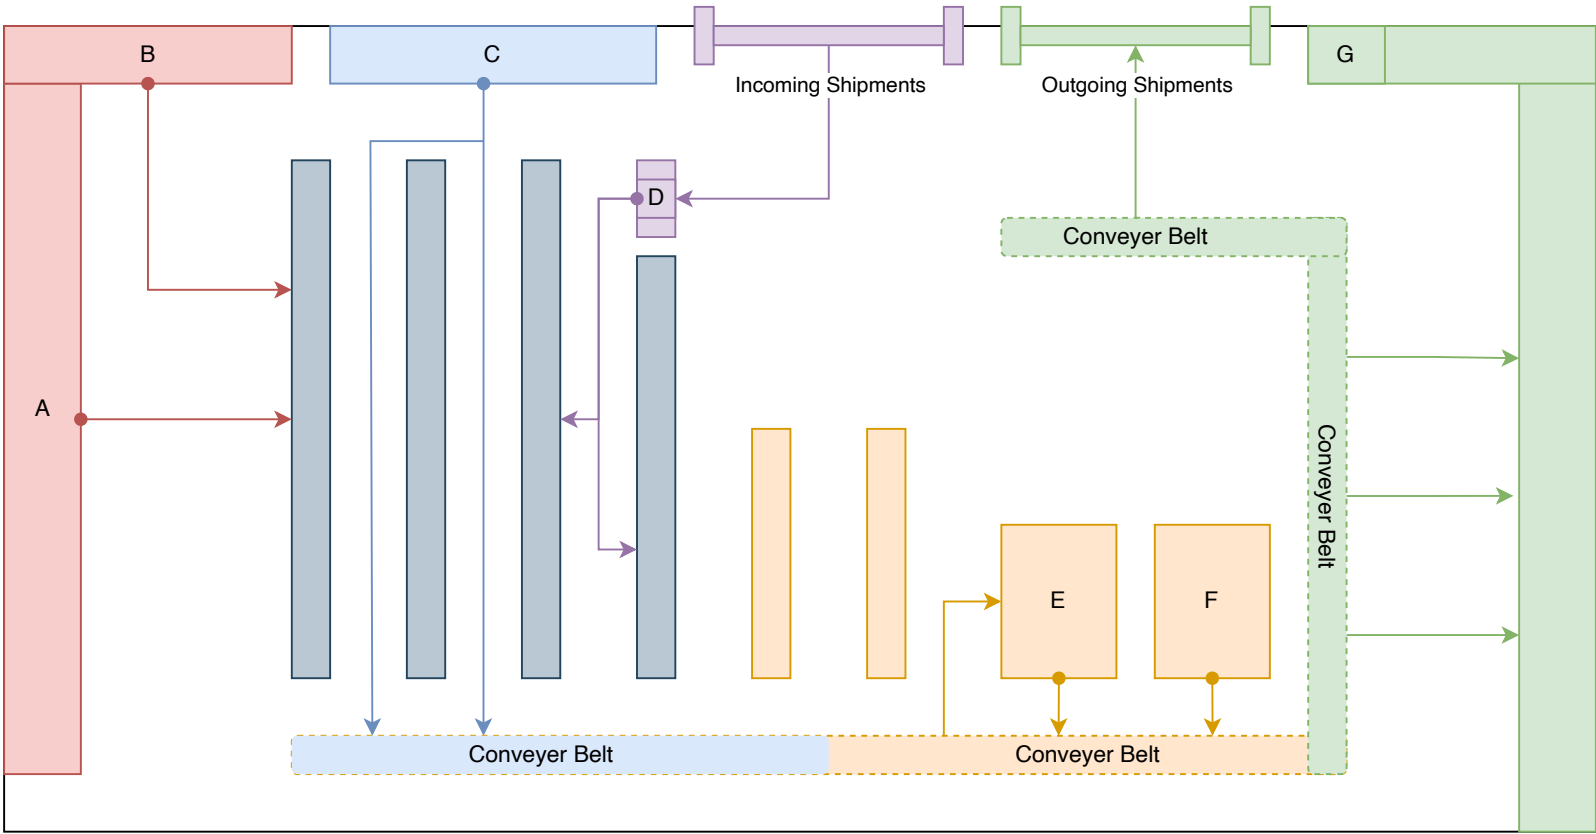 B
C
G
Incoming Shipments
Outgoing Shipments
D
Conveyer Belt
A
Conveyer Belt
E
F
Conveyer Belt
Conveyer Belt